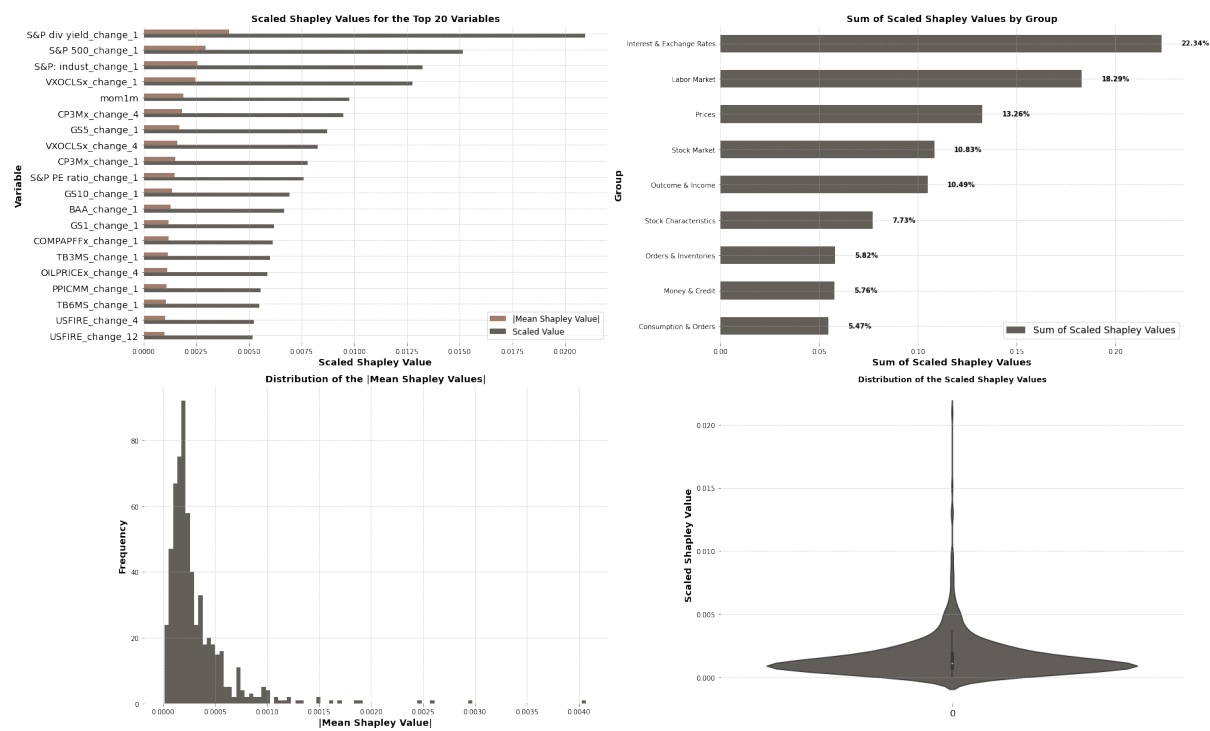 Scaled Shapley Values for the Top 20 Variables
Variable
S&P div yield_change_1
S&P 500_change_1
S&P: indust_change_1
VXOCLSx_change_1
mom1m
CP3Mx_change_4
GS5_change_1
VXOCLSx_change_4
CP3Mx_change_1
S&P PE ratio_change_1
GS10_change_1
BAA_change_1
GS1_change_1
COMPAPFFx_change_1
TB3MS_change_1
OILPRICEx_change_4
PPICMM_change_1
TB6MS_change_1
USFIRE_change_4
USFIRE_change_12
|Mean Shapley Value|
Scaled Value
0.0000 0.0025 0.0050 0.0075 0.0100 0.0125 0.0150 0.0175 0.0200
Scaled Shapley Value
Sum of Scaled Shapley Values by Group
Group
Interest & Exchange Rates 22.34%
Labor Market 18.29%
Prices 13.26%
Stock Market 10.83%
Outcome & Income 10.49%
Stock Characteristics 7.73%
Orders & Inventories 5.82%
Money & Credit 5.76%
Consumption & Orders 5.47%
Sum of Scaled Shapley Values
0.00 0.05 0.10 0.15 0.20
Sum of Scaled Shapley Values
Distribution of the |Mean Shapley Values|
Frequency
80
60
40
20
0
0.0000 0.0005 0.0010 0.0015 0.0020 0.0025 0.0030 0.0035 0.0040
|Mean Shapley Value|
Distribution of the Scaled Shapley Values
Scaled Shapley Value
0.020
0.015
0.010
0.005
0.000
0